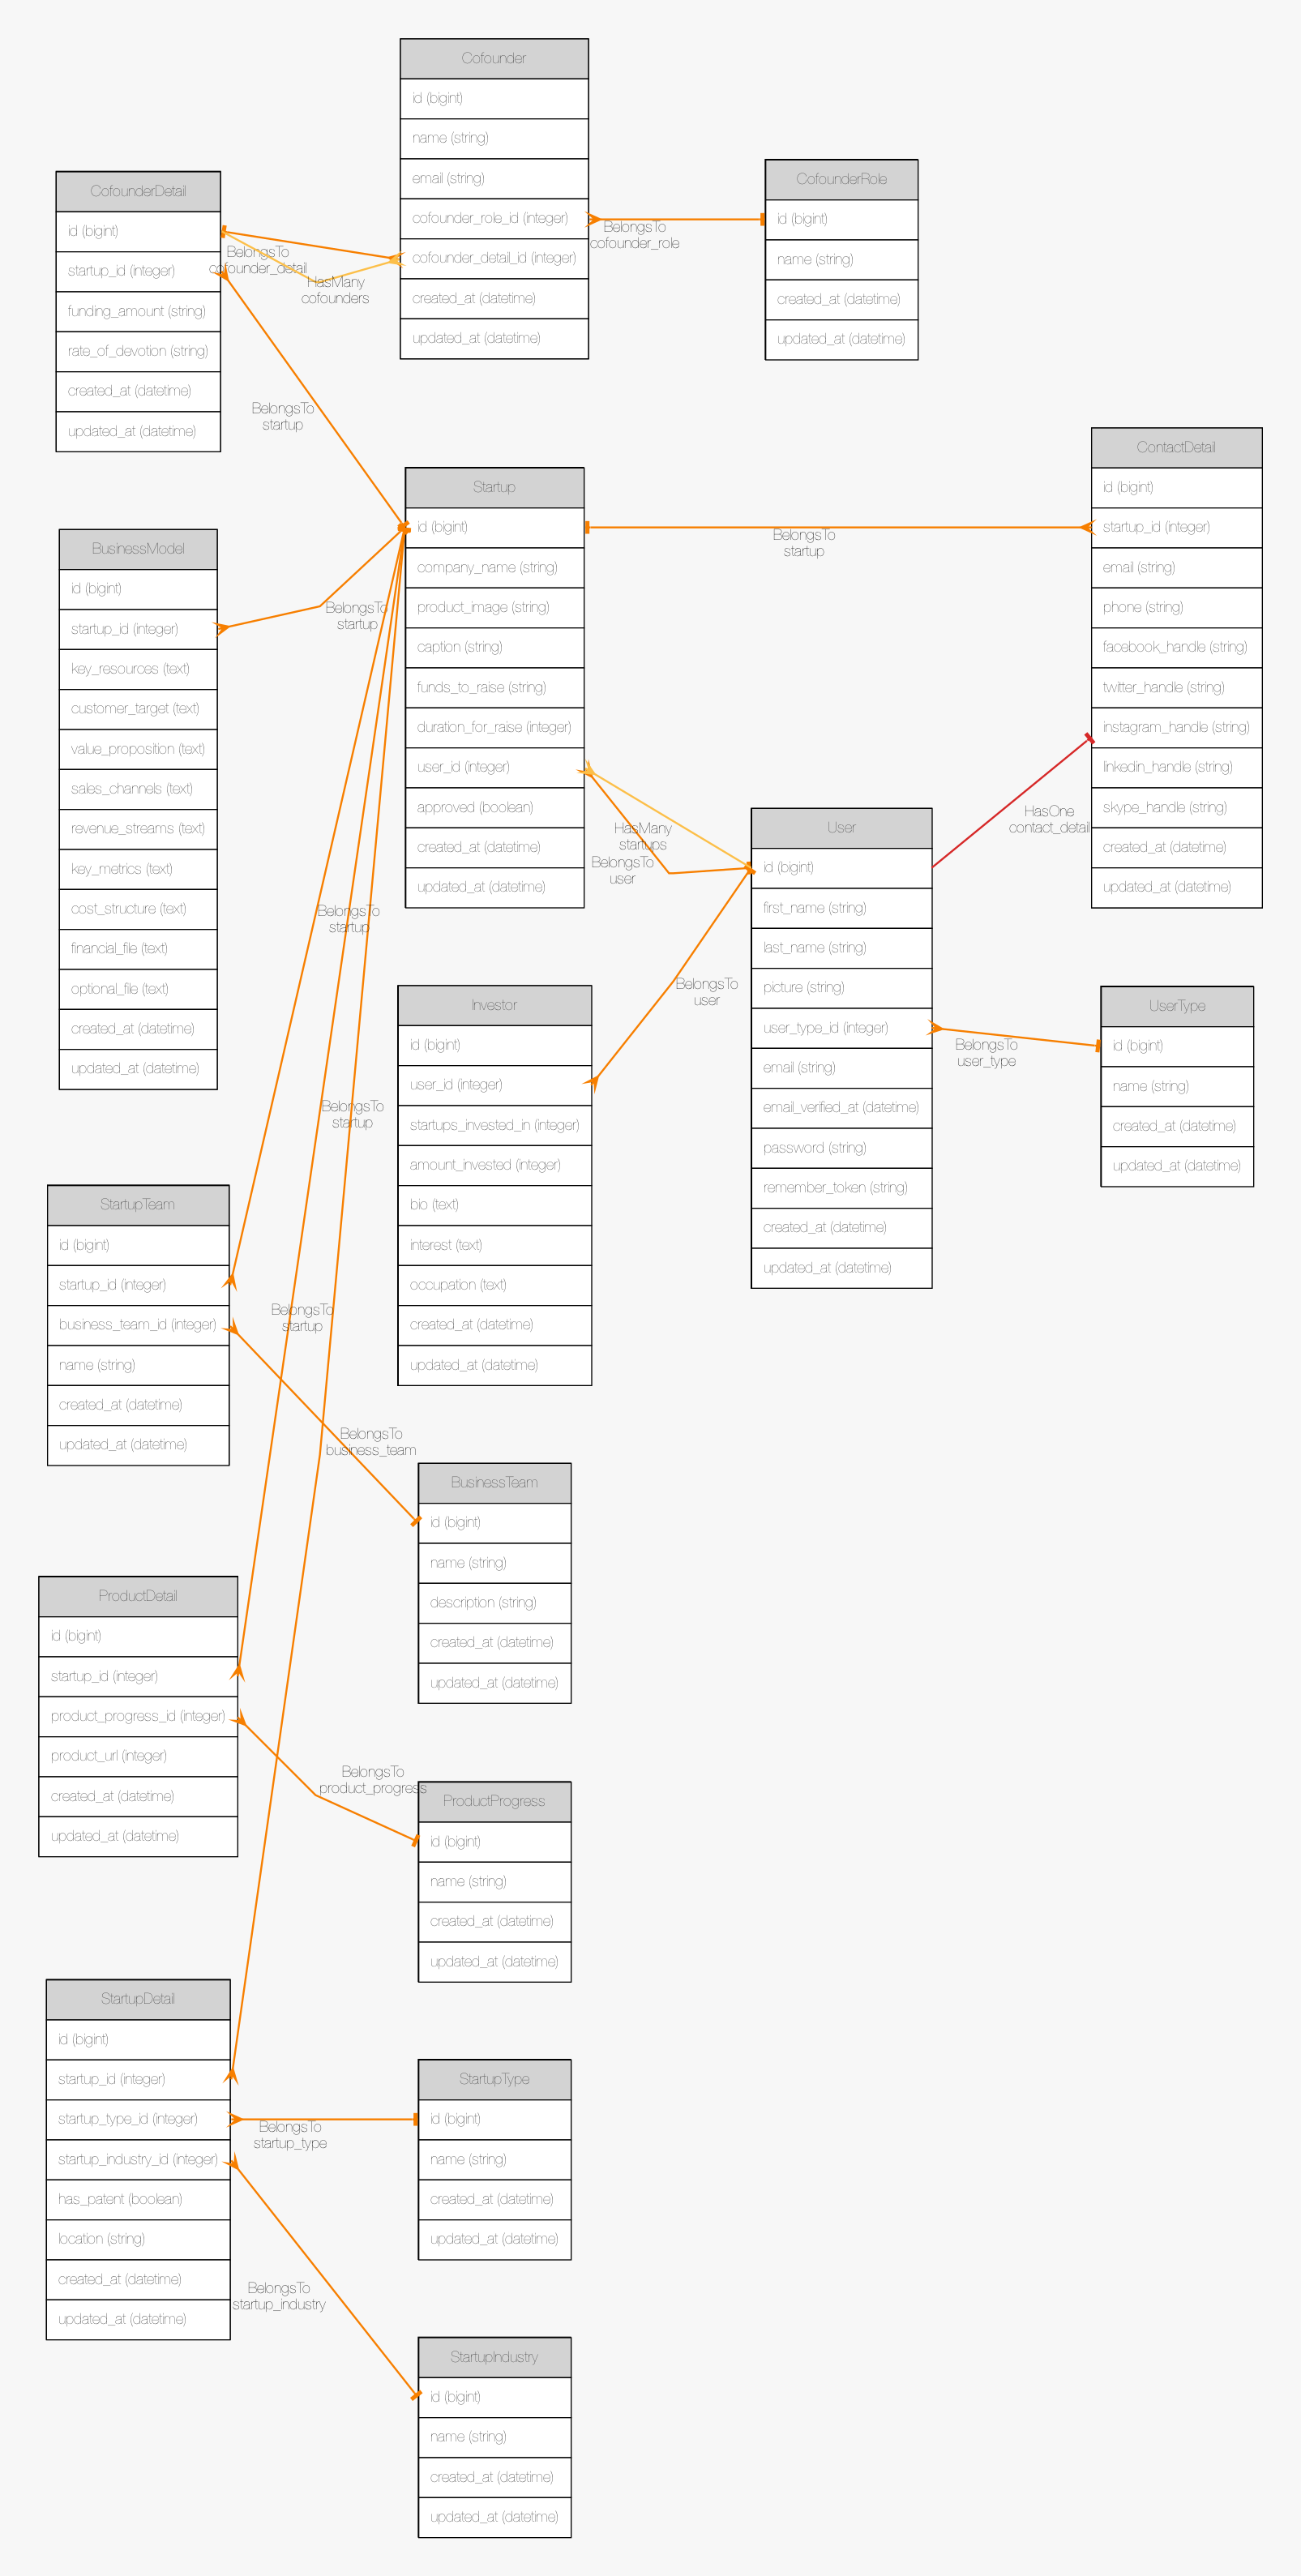 Cofounder
id (bigint)
name (string)
email (string)
cofounder_role_id (integer)
cofounder_detail_id (integer)
created_at (datetime)
updated_at (datetime)
CofounderRole
id (bigint)
name (string)
created_at (datetime)
updated_at (datetime)
CofounderDetail
id (bigint)
startup_id (integer)
funding_amount (string)
rate_of_devotion (string)
created_at (datetime)
updated_at (datetime)
BelongsTo
cofounder_role
BelongsTo
cofounder_detail
HasMany
cofounders
BelongsTo
startup
Startup
id (bigint)
company_name (string)
product_image (string)
caption (string)
funds_to_raise (string)
duration_for_raise (integer)
user_id (integer)
approved (boolean)
created_at (datetime)
updated_at (datetime)
ContactDetail
id (bigint)
startup_id (integer)
email (string)
phone (string)
facebook_handle (string)
twitter_handle (string)
instagram_handle (string)
linkedin_handle (string)
skype_handle (string)
created_at (datetime)
updated_at (datetime)
BelongsTo
startup
BusinessModel
id (bigint)
startup_id (integer)
key_resources (text)
customer_target (text)
value_proposition (text)
sales_channels (text)
revenue_streams (text)
key_metrics (text)
cost_structure (text)
financial_file (text)
optional_file (text)
created_at (datetime)
updated_at (datetime)
BelongsTo
startup
HasOne
contact_detail
HasMany
startups
BelongsTo
user
User
id (bigint)
first_name (string)
last_name (string)
picture (string)
user_type_id (integer)
email (string)
email_verified_at (datetime)
password (string)
remember_token (string)
created_at (datetime)
updated_at (datetime)
BelongsTo
startup
BelongsTo
user
Investor
id (bigint)
user_id (integer)
startups_invested_in (integer)
amount_invested (integer)
bio (text)
interest (text)
occupation (text)
created_at (datetime)
updated_at (datetime)
UserType
id (bigint)
name (string)
created_at (datetime)
updated_at (datetime)
BelongsTo
user_type
BelongsTo
startup
StartupTeam
id (bigint)
startup_id (integer)
business_team_id (integer)
name (string)
created_at (datetime)
updated_at (datetime)
BelongsTo
startup
BelongsTo
business_team
BusinessTeam
id (bigint)
name (string)
description (string)
created_at (datetime)
updated_at (datetime)
ProductDetail
id (bigint)
startup_id (integer)
product_progress_id (integer)
product_url (integer)
created_at (datetime)
updated_at (datetime)
BelongsTo
product_progress
ProductProgress
id (bigint)
name (string)
created_at (datetime)
updated_at (datetime)
StartupDetail
id (bigint)
startup_id (integer)
startup_type_id (integer)
startup_industry_id (integer)
has_patent (boolean)
location (string)
created_at (datetime)
updated_at (datetime)
BelongsTo
startup_type
StartupType
id (bigint)
name (string)
created_at (datetime)
updated_at (datetime)
BelongsTo
startup_industry
StartupIndustry
id (bigint)
name (string)
created_at (datetime)
updated_at (datetime)